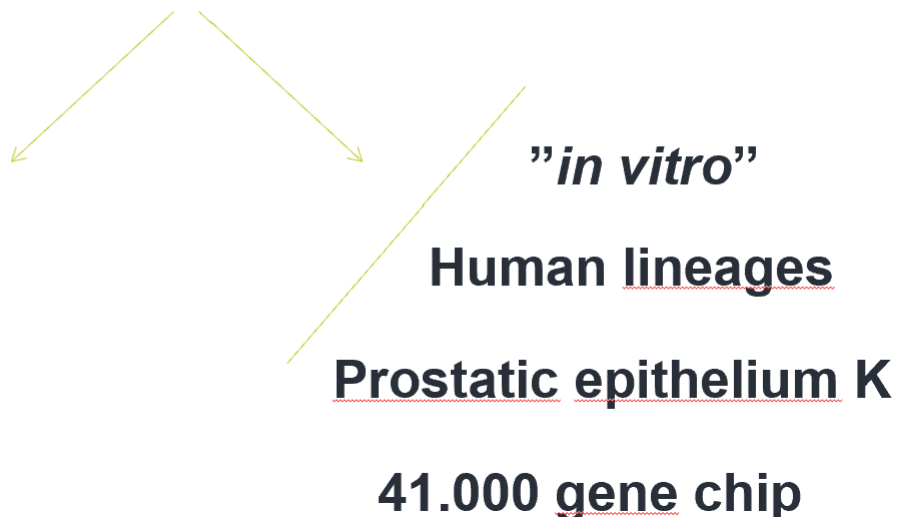 ”in vitro”
Human lineages
Prostatic epithelium K
41.000 gene chip